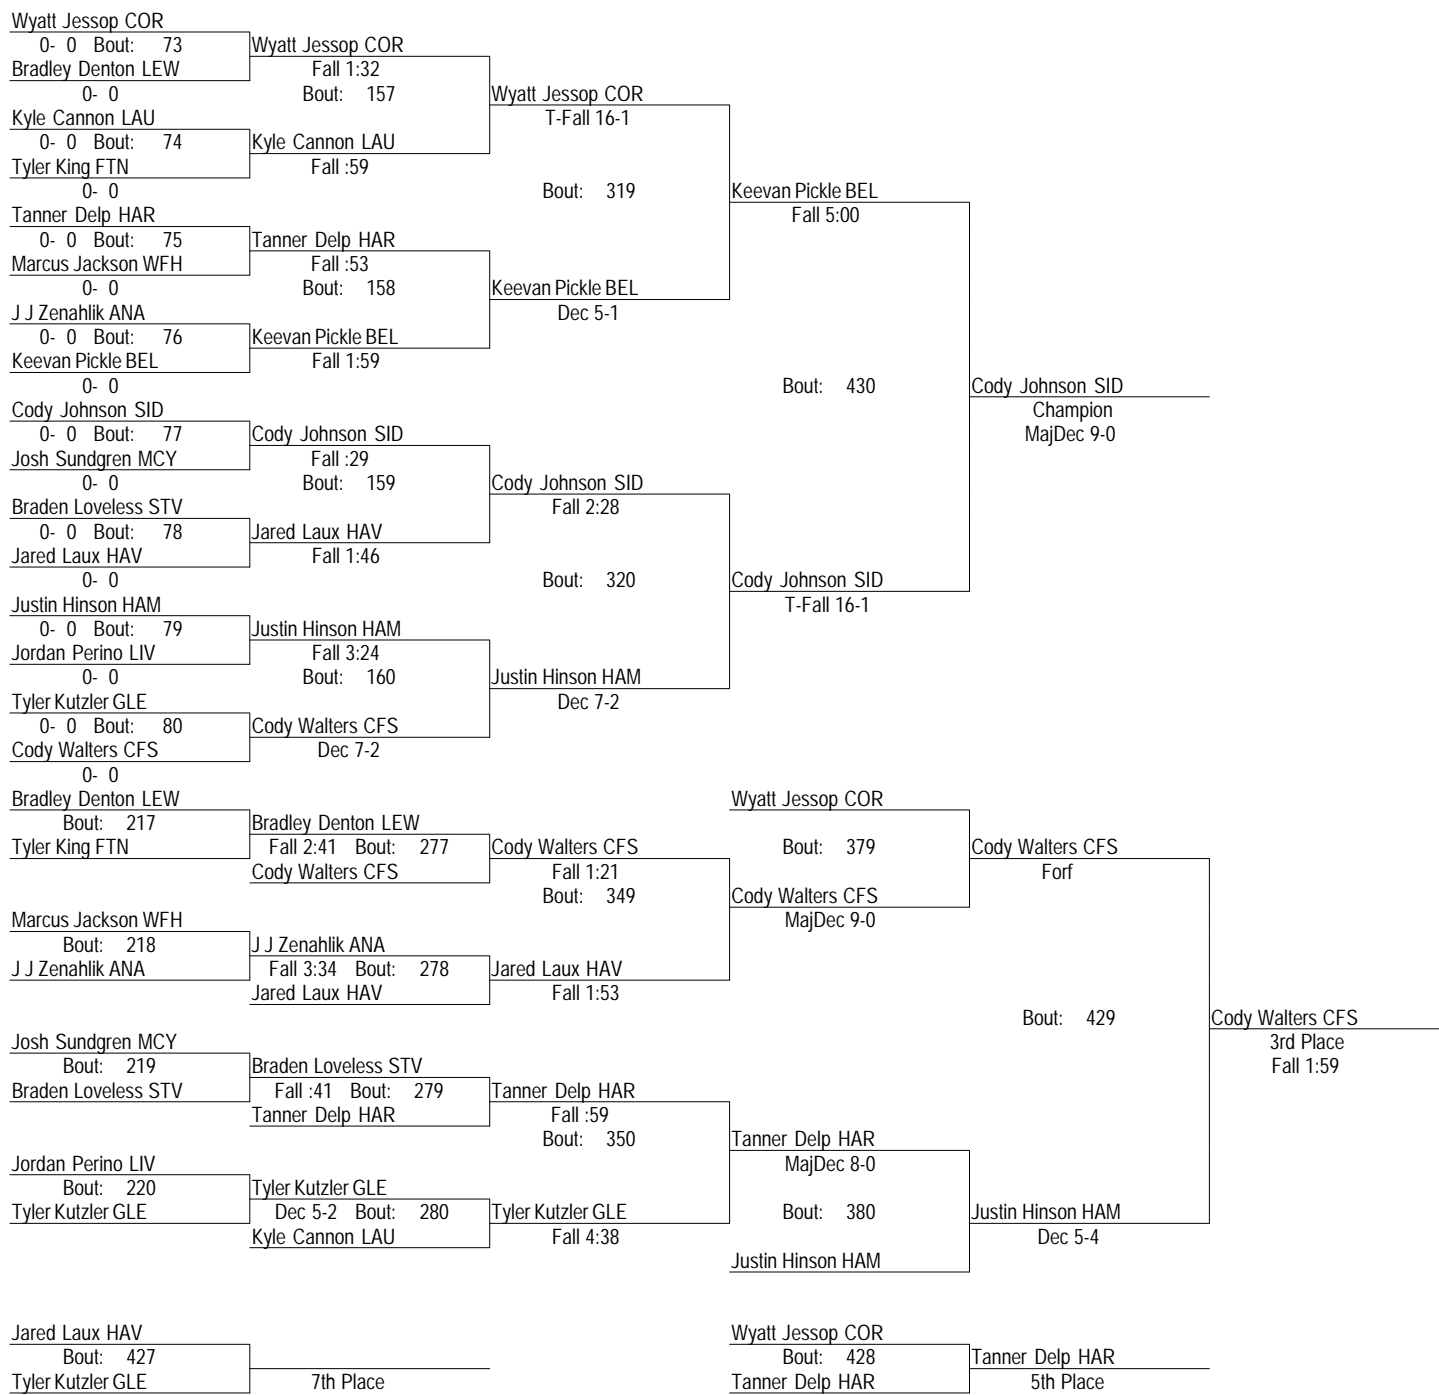 Wyatt Jessop COR
0- 0 Bout: 73 Wyatt Jessop COR
Bradley Denton LEW Fall 1:32
0- 0 Bout: 157 Wyatt Jessop COR
Kyle Cannon LAU T-Fall 16-1
0- 0 Bout: 74 Kyle Cannon LAU
Tyler King FTN Fall :59
0- 0 Bout: 319 Keevan Pickle BEL
Tanner Delp HAR Fall 5:00
0- 0 Bout: 75 Tanner Delp HAR
Marcus Jackson WFH Fall :53
0- 0 Bout: 158 Keevan Pickle BEL
J J Zenahlik ANA Dec 5-1
0- 0 Bout: 76 Keevan Pickle BEL
Keevan Pickle BEL Fall 1:59
0- 0 Bout: 430 Cody Johnson SID
Cody Johnson SID Champion
0- 0 Bout: 77 Cody Johnson SID MajDec 9-0
Josh Sundgren MCY Fall :29
0- 0 Bout: 159 Cody Johnson SID
Braden Loveless STV Fall 2:28
0- 0 Bout: 78 Jared Laux HAV
Jared Laux HAV Fall 1:46
0- 0 Bout: 320 Cody Johnson SID
Justin Hinson HAM T-Fall 16-1
0- 0 Bout: 79 Justin Hinson HAM
Jordan Perino LIV Fall 3:24
0- 0 Bout: 160 Justin Hinson HAM
Tyler Kutzler GLE Dec 7-2
0- 0 Bout: 80 Cody Walters CFS
Cody Walters CFS Dec 7-2
0- 0
Bradley Denton LEW Wyatt Jessop COR
Bout: 217 Bradley Denton LEW
Tyler King FTN Fall 2:41 Bout: 277 Cody Walters CFS Bout: 379 Cody Walters CFS
Cody Walters CFS Fall 1:21 Forf
Bout: 349 Cody Walters CFS
Marcus Jackson WFH MajDec 9-0
Bout: 218 J J Zenahlik ANA
J J Zenahlik ANA Fall 3:34 Bout: 278 Jared Laux HAV
Jared Laux HAV Fall 1:53
Bout: 429 Cody Walters CFS
Josh Sundgren MCY 3rd Place
Bout: 219 Braden Loveless STV Fall 1:59
Braden Loveless STV Fall :41 Bout: 279 Tanner Delp HAR
Tanner Delp HAR Fall :59
Bout: 350 Tanner Delp HAR
Jordan Perino LIV MajDec 8-0
Bout: 220 Tyler Kutzler GLE
Tyler Kutzler GLE Dec 5-2 Bout: 280 Tyler Kutzler GLE Bout: 380 Justin Hinson HAM
Kyle Cannon LAU Fall 4:38 Dec 5-4
Justin Hinson HAM
Jared Laux HAV Wyatt Jessop COR
Bout: 427 Bout: 428 Tanner Delp HAR
Tyler Kutzler GLE 7th Place Tanner Delp HAR 5th Place